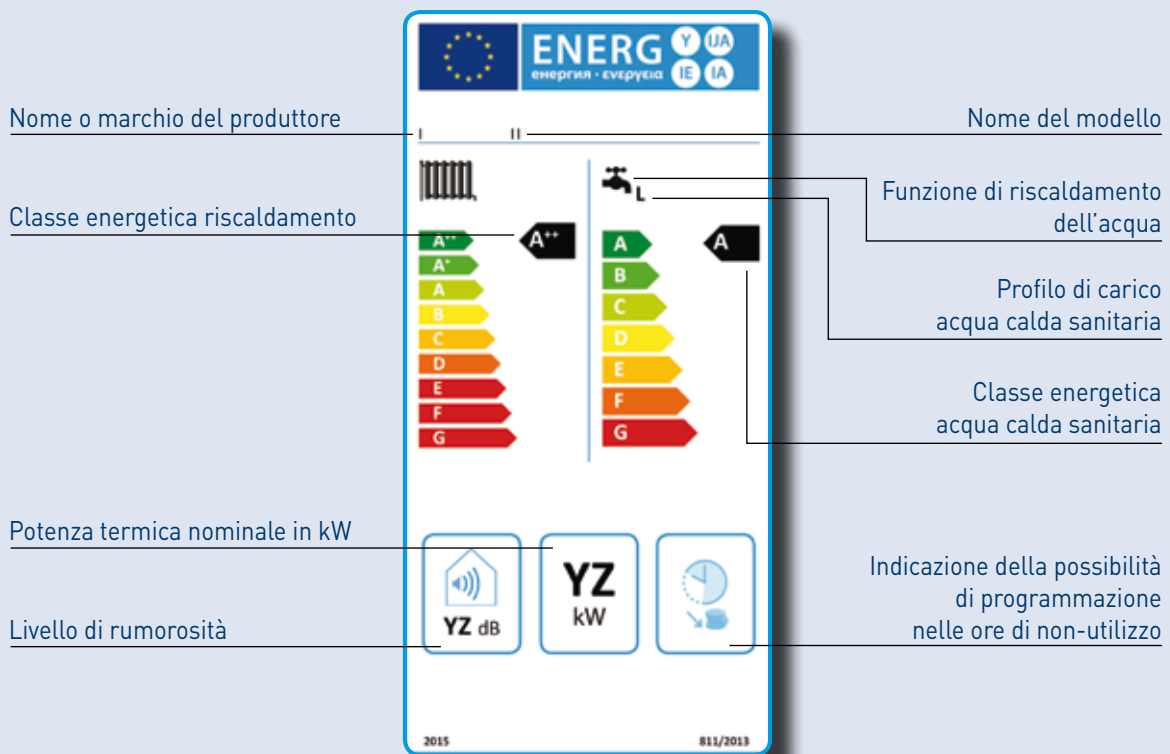 ENERG Y IJA
енергия · ενεργεια IE IA
Nome o marchio del produttore
I II
Nome del modello
L
Funzione di riscaldamento
dell'acqua
Classe energetica riscaldamento
A++
A
A++
A+
A
B
C
D
E
F
G
A
B
C
D
E
F
G
Profilo di carico
acqua calda sanitaria
Classe energetica
acqua calda sanitaria
Potenza termica nominale in kW
YZ dB
YZ
kW
Livello di rumorosità
Indicazione della possibilità
di programmazione
nelle ore di non-utilizzo
2015 811/2013